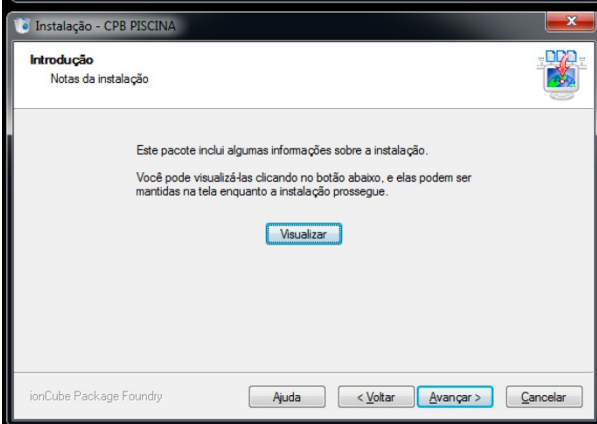 Instalação - CPB PISCINA
Introdução
Notas da instalação
Este pacote inclui algumas informações sobre a instalação.
Você pode visualizá-las clicando no botão abaixo, e elas podem ser
mantidas na tela enquanto a instalação prossegue.
Visualizar
ionCube Package Foundry
Ajuda
< Voltar
Avançar >
Cancelar